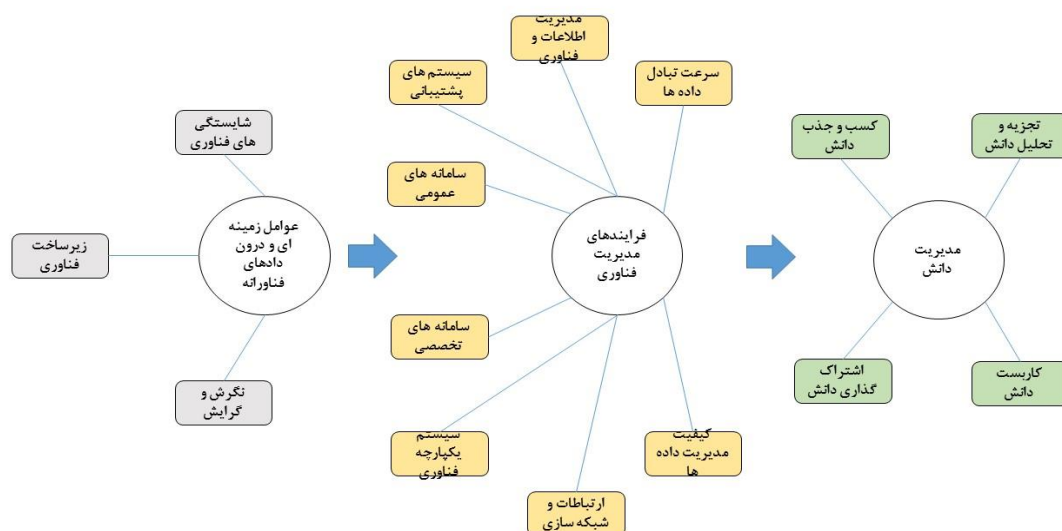 شایستگی
های فناوری
زیرساخت
فناوری
نگرش و
گرایش
عوامل زمینه
ای و درون
دادهای
فناورانه
مدیریت
اطلاعات و
فناوری
سرعت تبادل
داده ها
سیستم های
پشتیبانی
سامانه های
عمومی
سامانه های
تخصصی
سیستم
یکپارچه
فناوری
ارتباطات و
شبکه سازی
کیفیت
مدیریت داده
ها
فرایندهای
مدیریت
فناوری
کسب و جذب
دانش
تجزیه و
تحلیل دانش
اشتراک
گذاری دانش
کاربست
دانش
مدیریت
دانش